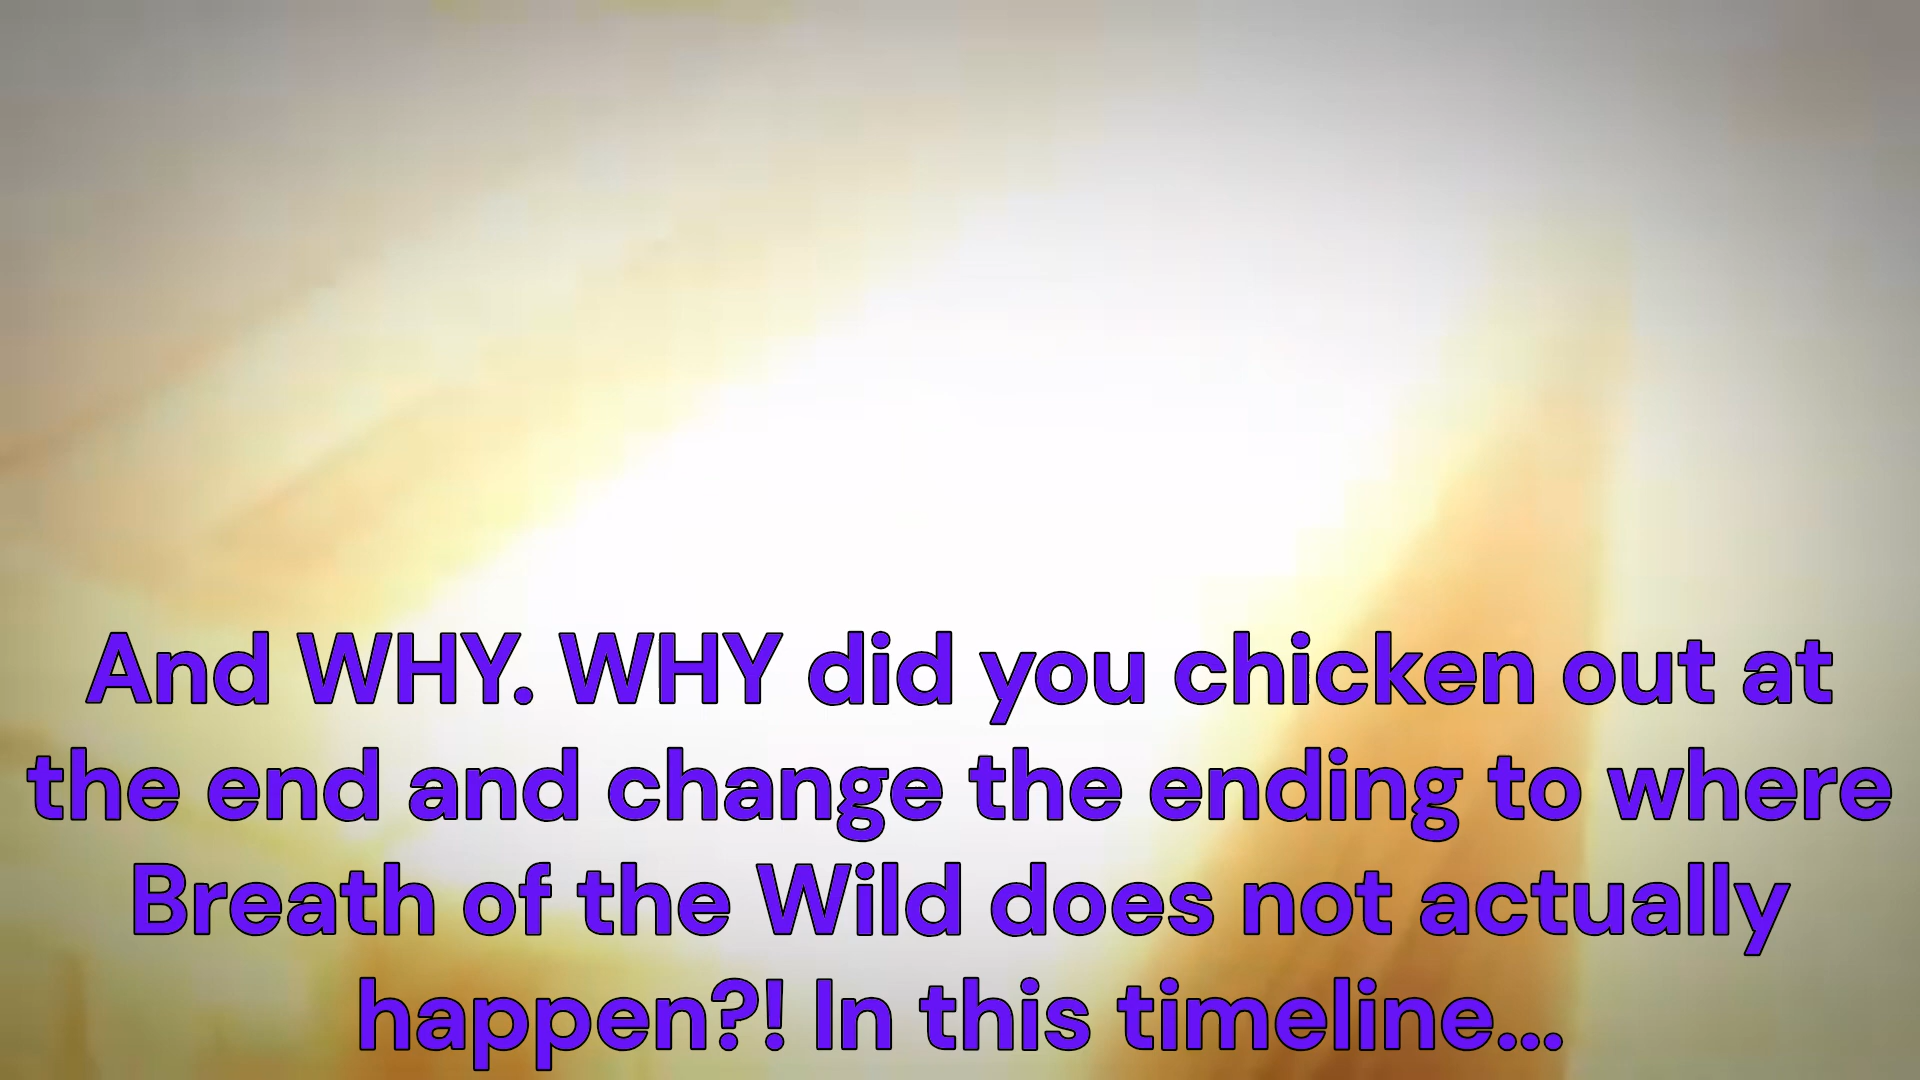 And WHY. WHY did you chicken out at
the end and change the ending to where
Breath of the Wild does not actually
happen?! In this timeline...